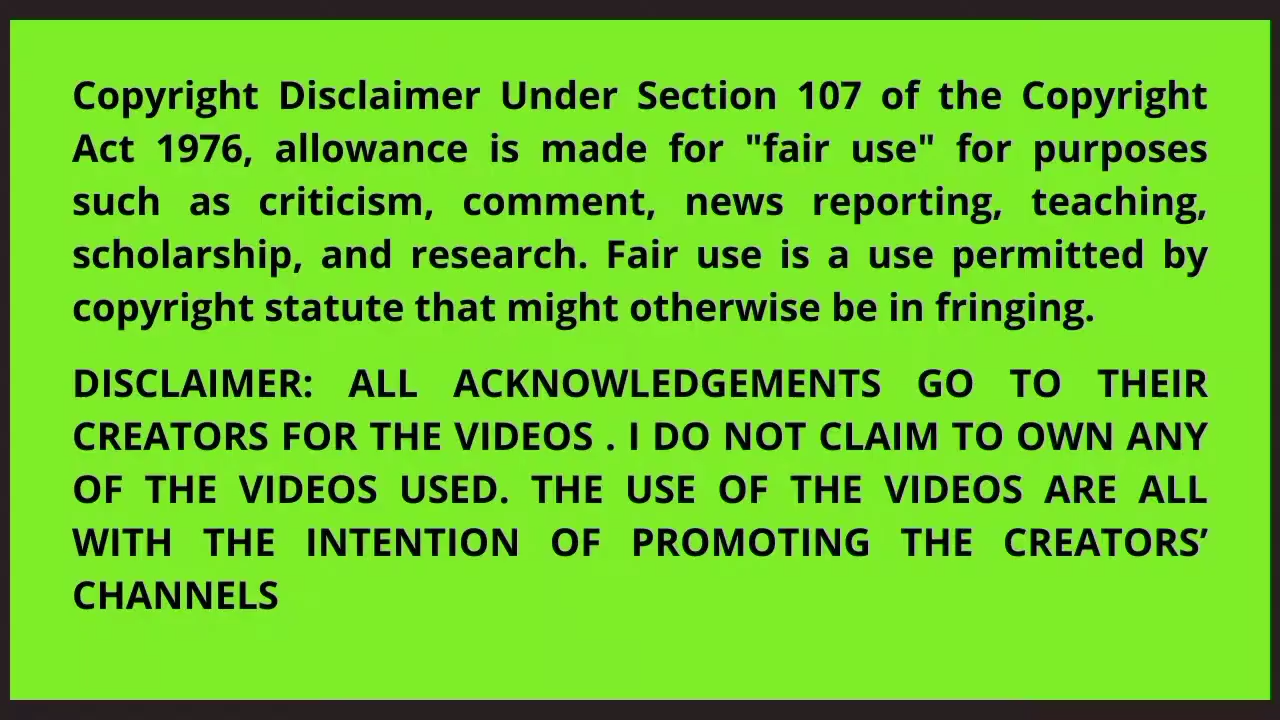 Copyright Disclaimer Under Section 107 of the Copyright
Act 1976, allowance is made for "fair use" for purposes
such as criticism, comment, news reporting, teaching,
scholarship, and research. Fair use is a use permitted by
copyright statute that might otherwise be in fringing.
DISCLAIMER: ALL ACKNOWLEDGEMENTS GO TO THEIR
CREATORS FOR THE VIDEOS . I DO NOT CLAIM TO OWN ANY
OF THE VIDEOS USED. THE USE OF THE VIDEOS ARE ALL
WITH THE INTENTION OF PROMOTING THE CREATORS’
CHANNELS